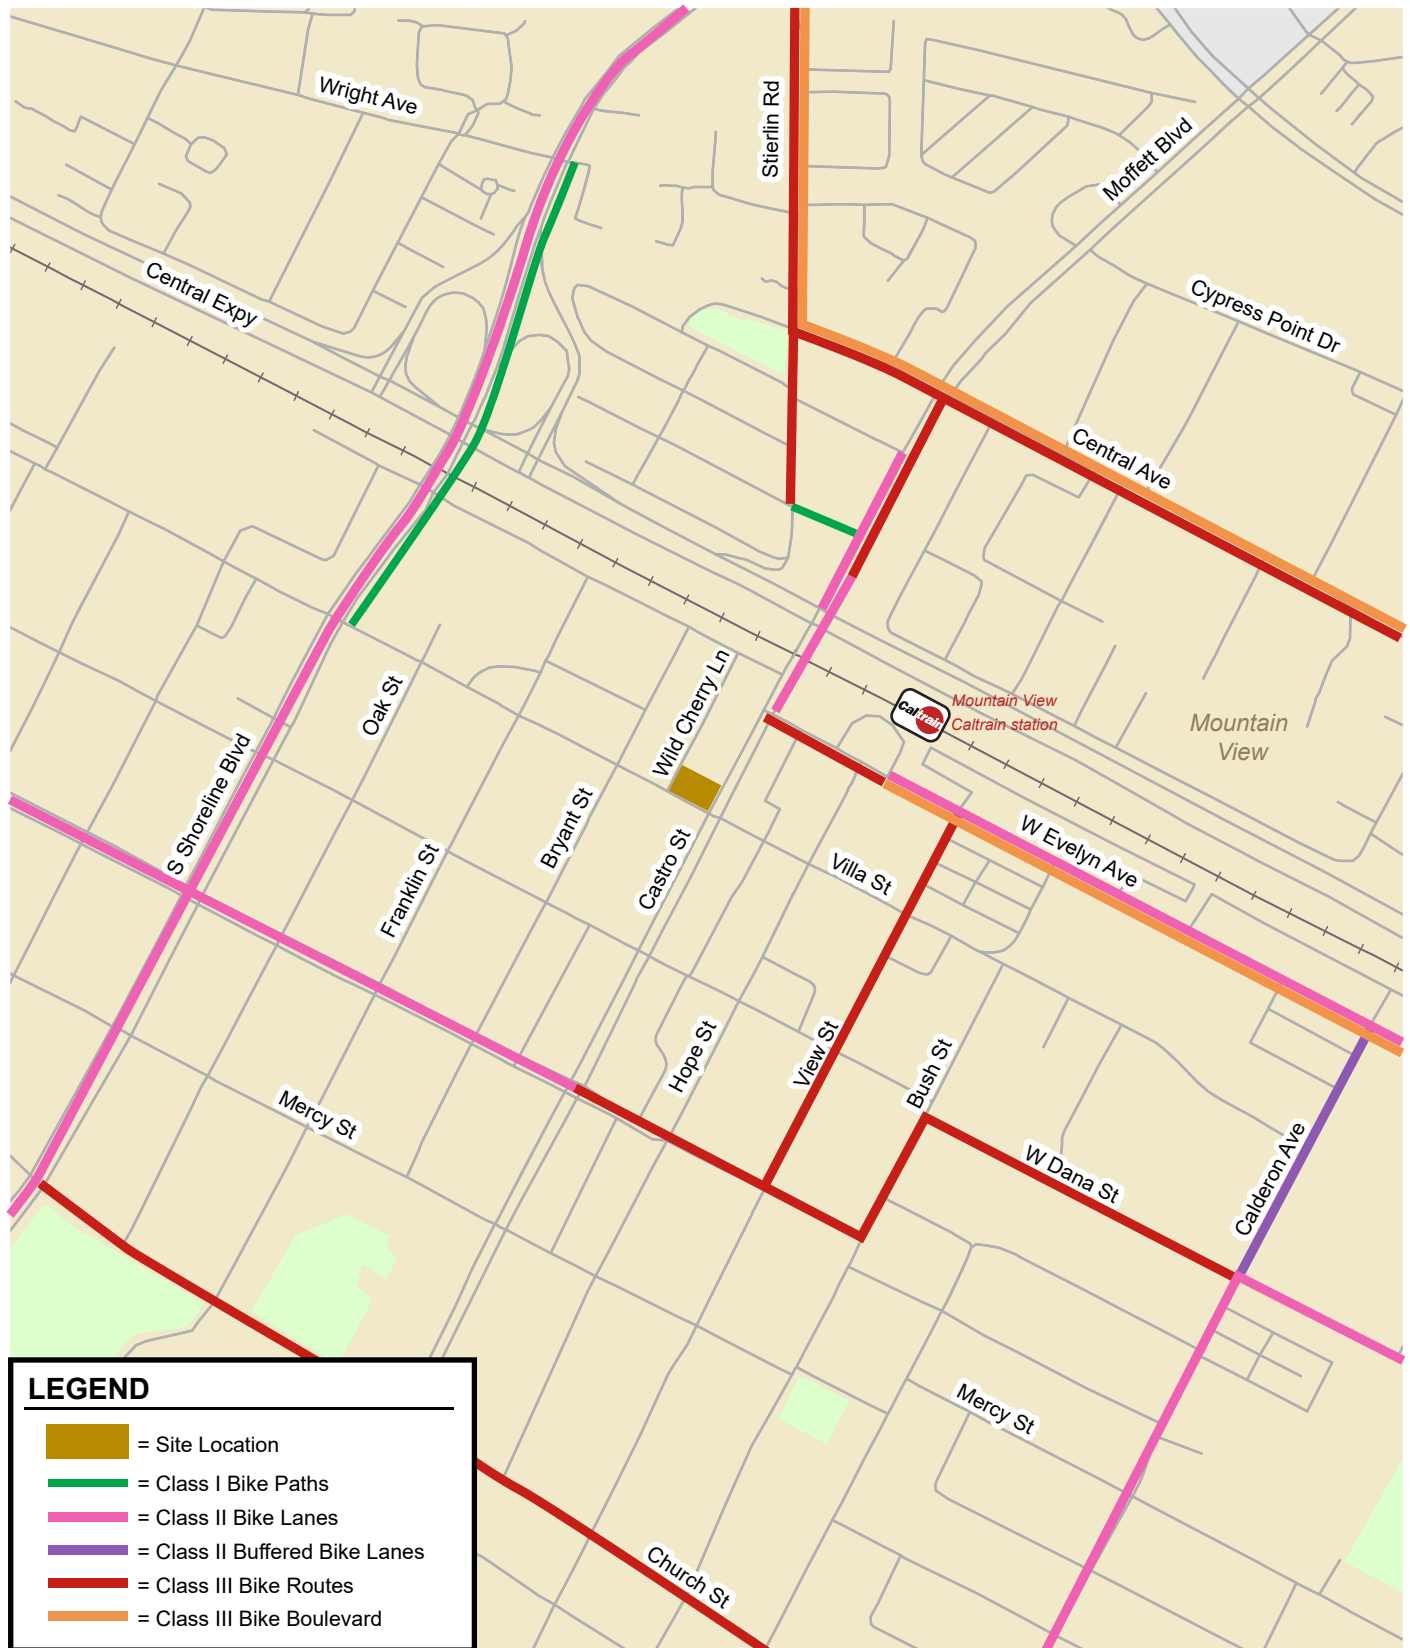 Wright Ave
Stierlin Rd
Moffett Blvd
Central Expy
Cypress Point Dr
Central Ave
Oak St
Wild Cherry Ln
Caltrain
Mountain View
Caltrain station
Mountain
View
S Shoreline Blvd
Bryant St
Franklin St
Castro St
Villa St
W Evelyn Ave
Hope St
View St
Bush St
Mercy St
W Dana St
Calderon Ave
Mercy St
Church St
LEGEND
= Site Location
= Class I Bike Paths
= Class II Bike Lanes
= Class II Buffered Bike Lanes
= Class III Bike Routes
= Class III Bike Boulevard